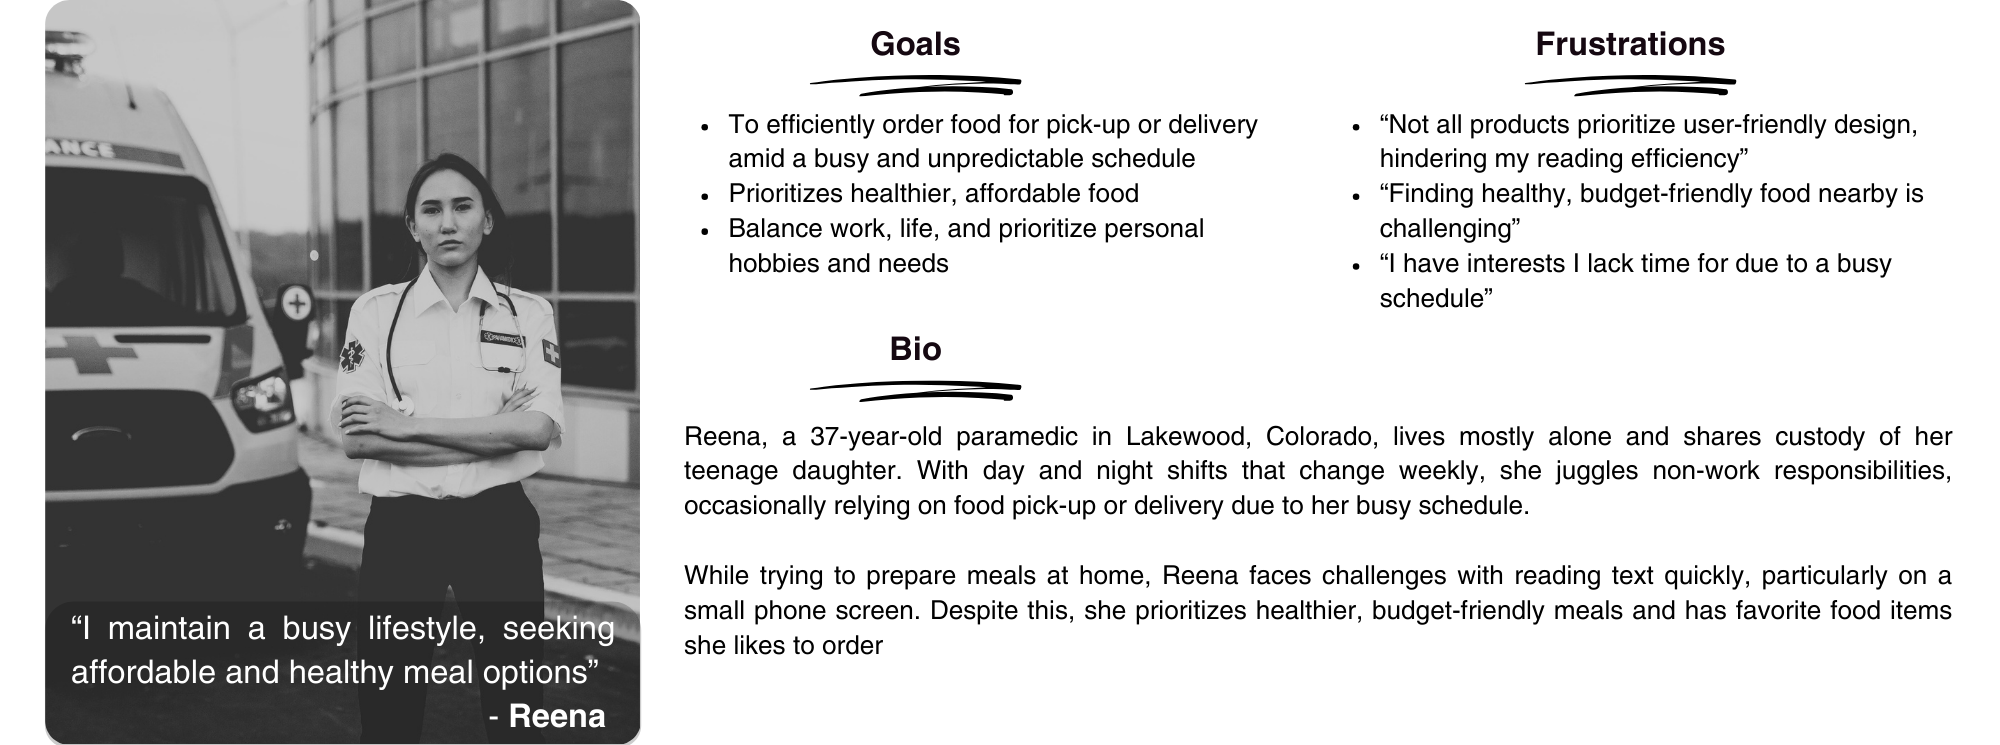 ANCE
“I maintain a busy lifestyle, seeking
affordable and healthy meal options”
- Reena
Goals
• To efficiently order food for pick-up or delivery
amid a busy and unpredictable schedule
• Prioritizes healthier, affordable food
• Balance work, life, and prioritize personal
hobbies and needs
Frustrations
• “Not all products prioritize user-friendly design,
hindering my reading efficiency”
• “Finding healthy, budget-friendly food nearby is
challenging”
• “I have interests I lack time for due to a busy
schedule”
Bio
Reena, a 37-year-old paramedic in Lakewood, Colorado, lives mostly alone and shares custody of her
teenage daughter. With day and night shifts that change weekly, she juggles non-work responsibilities,
occasionally relying on food pick-up or delivery due to her busy schedule.
While trying to prepare meals at home, Reena faces challenges with reading text quickly, particularly on a
small phone screen. Despite this, she prioritizes healthier, budget-friendly meals and has favorite food items
she likes to order